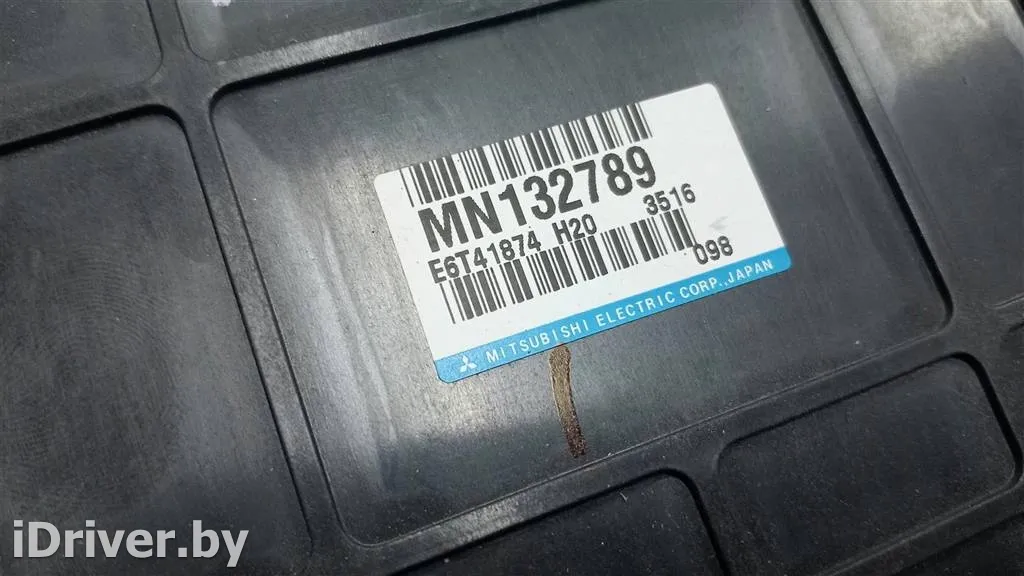 MN132789
E6T41874 H20 3516
098
MITSUBISHI ELECTRIC CORP., JAPAN
iDriver.by